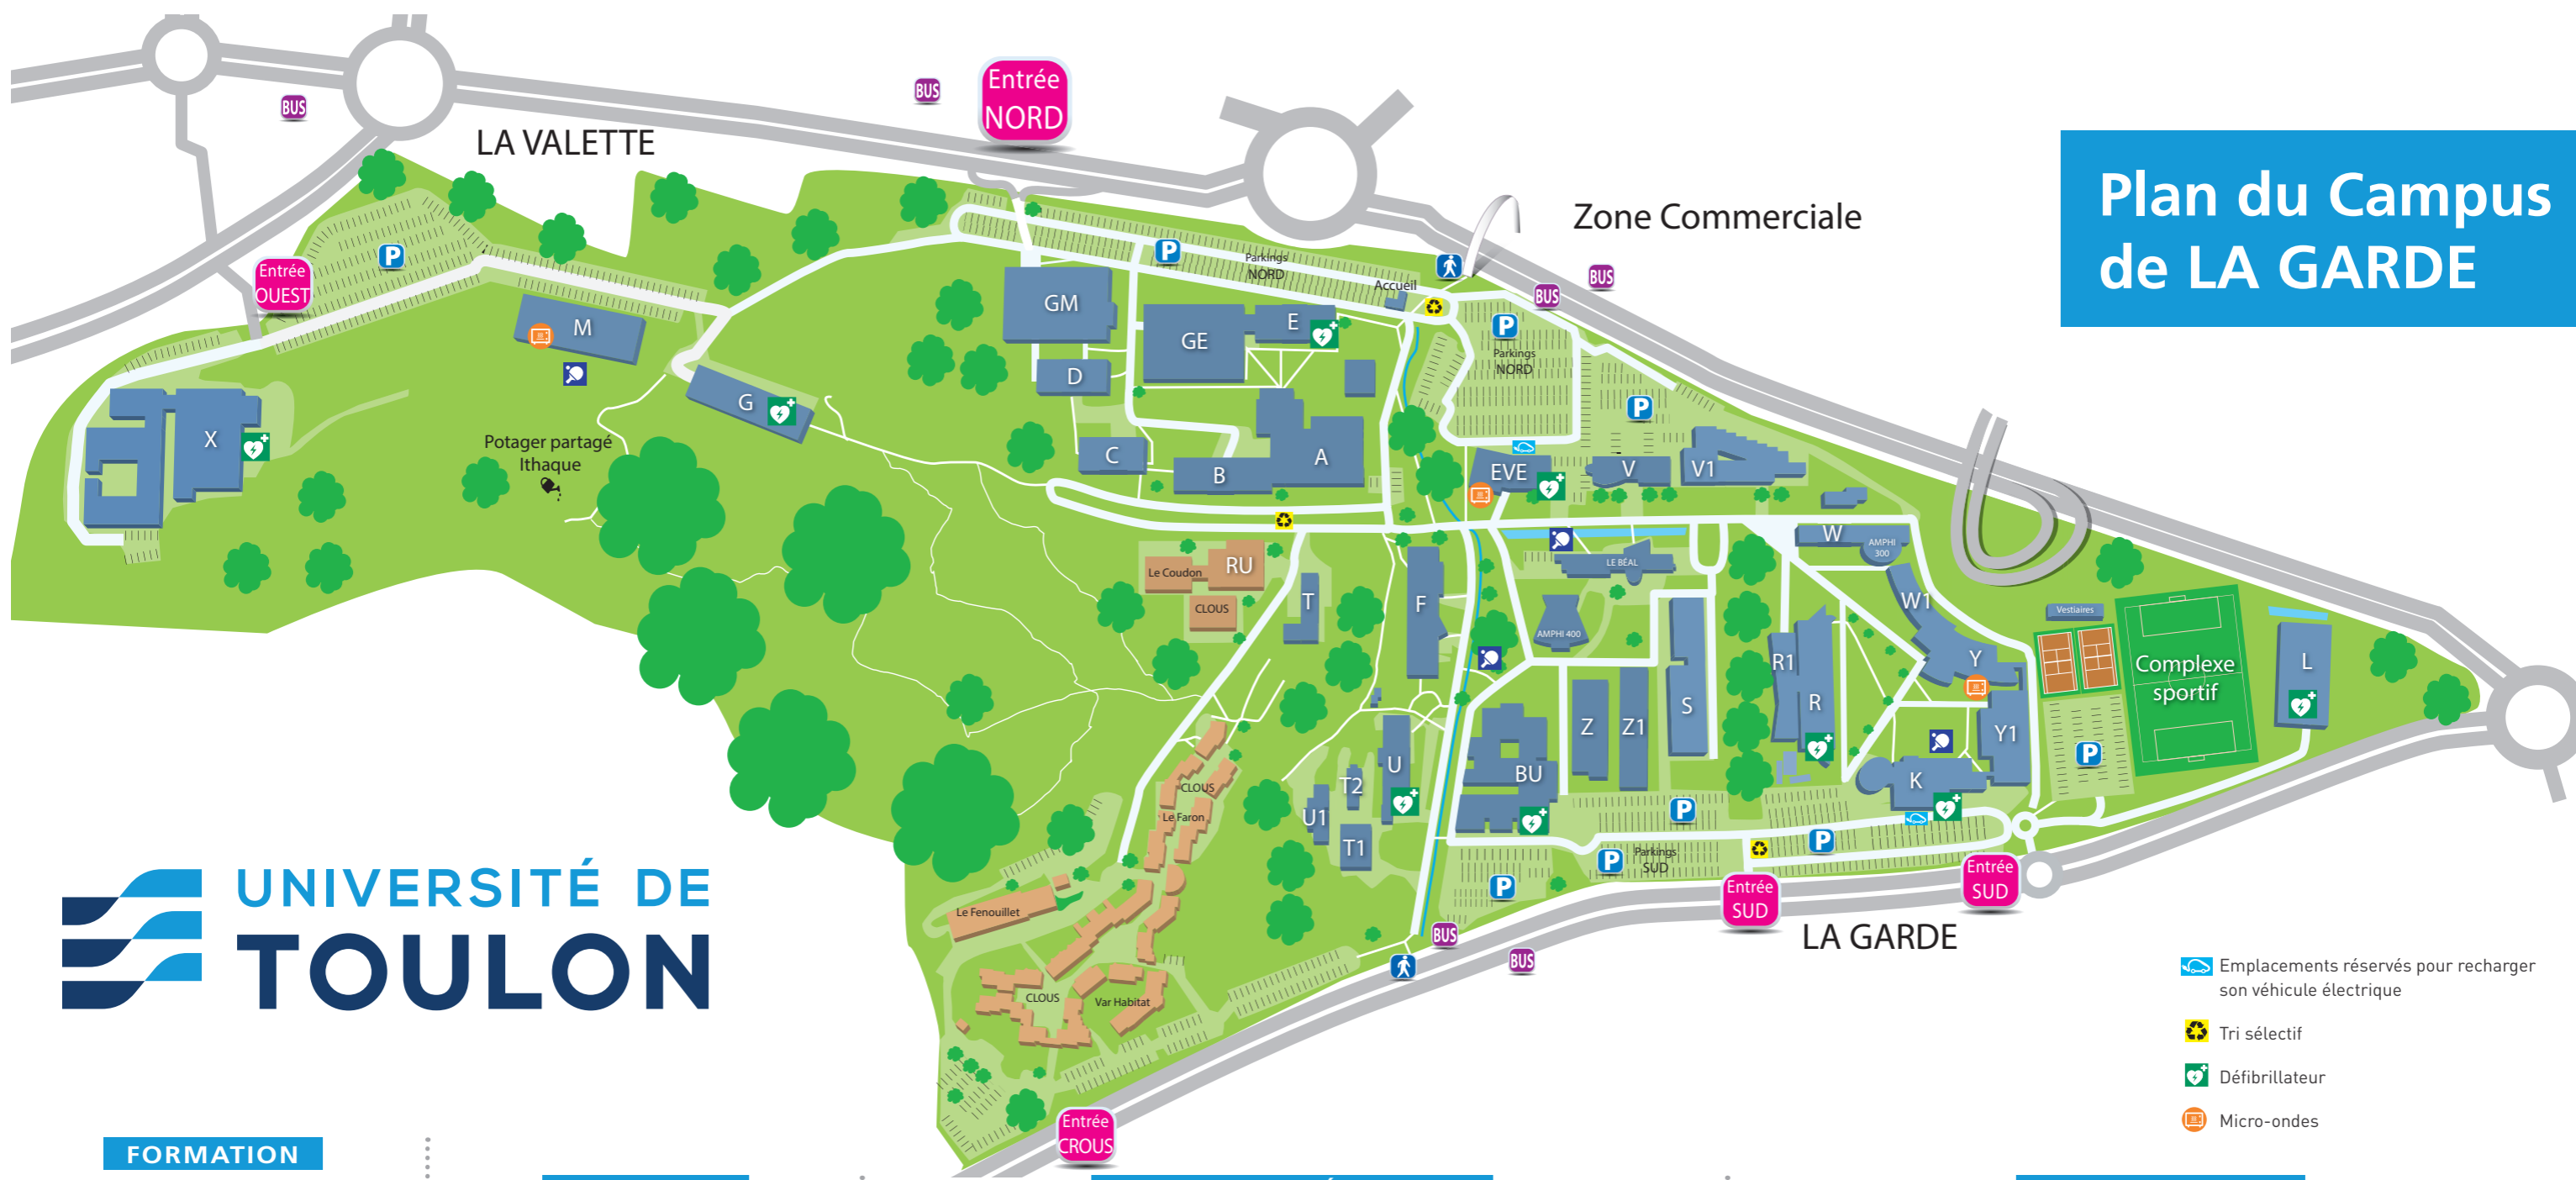 BUS
BUS
Entrée
NORD
LA VALETTE
Zone Commerciale
Plan du Campus
de LA GARDE
Entrée
OUEST
P
P
Parkings
NORD
Accueil
BUS
BUS
GM
M
GE
E
P
Parkings
NORD
D
G
P
X
Potager partagé
Ithaque
C
B
A
EVE
V
V1
W
AMPHI
300
Le Coudon
RU
LE BÉAL
CLOUS
T
F
AMPHI 400
W1
Vestiaires
R1
Y
Complexe
sportif
L
Z
Z1
S
R
Y1
P
CLOUS
Le Faron
U
T2
U1
T1
BU
K
P
P
P
Parkings
SUD
P
Entrée
SUD
Entrée
SUD
Le Fenouillet
BUS
BUS
LA GARDE
CLOUS
Var Habitat
UNIVERSITÉ DE
TOULON
Emplacements réservés pour recharger
son véhicule électrique
Tri sélectif
Défibrillateur
Micro-ondes
Entrée
CROUS
FORMATION